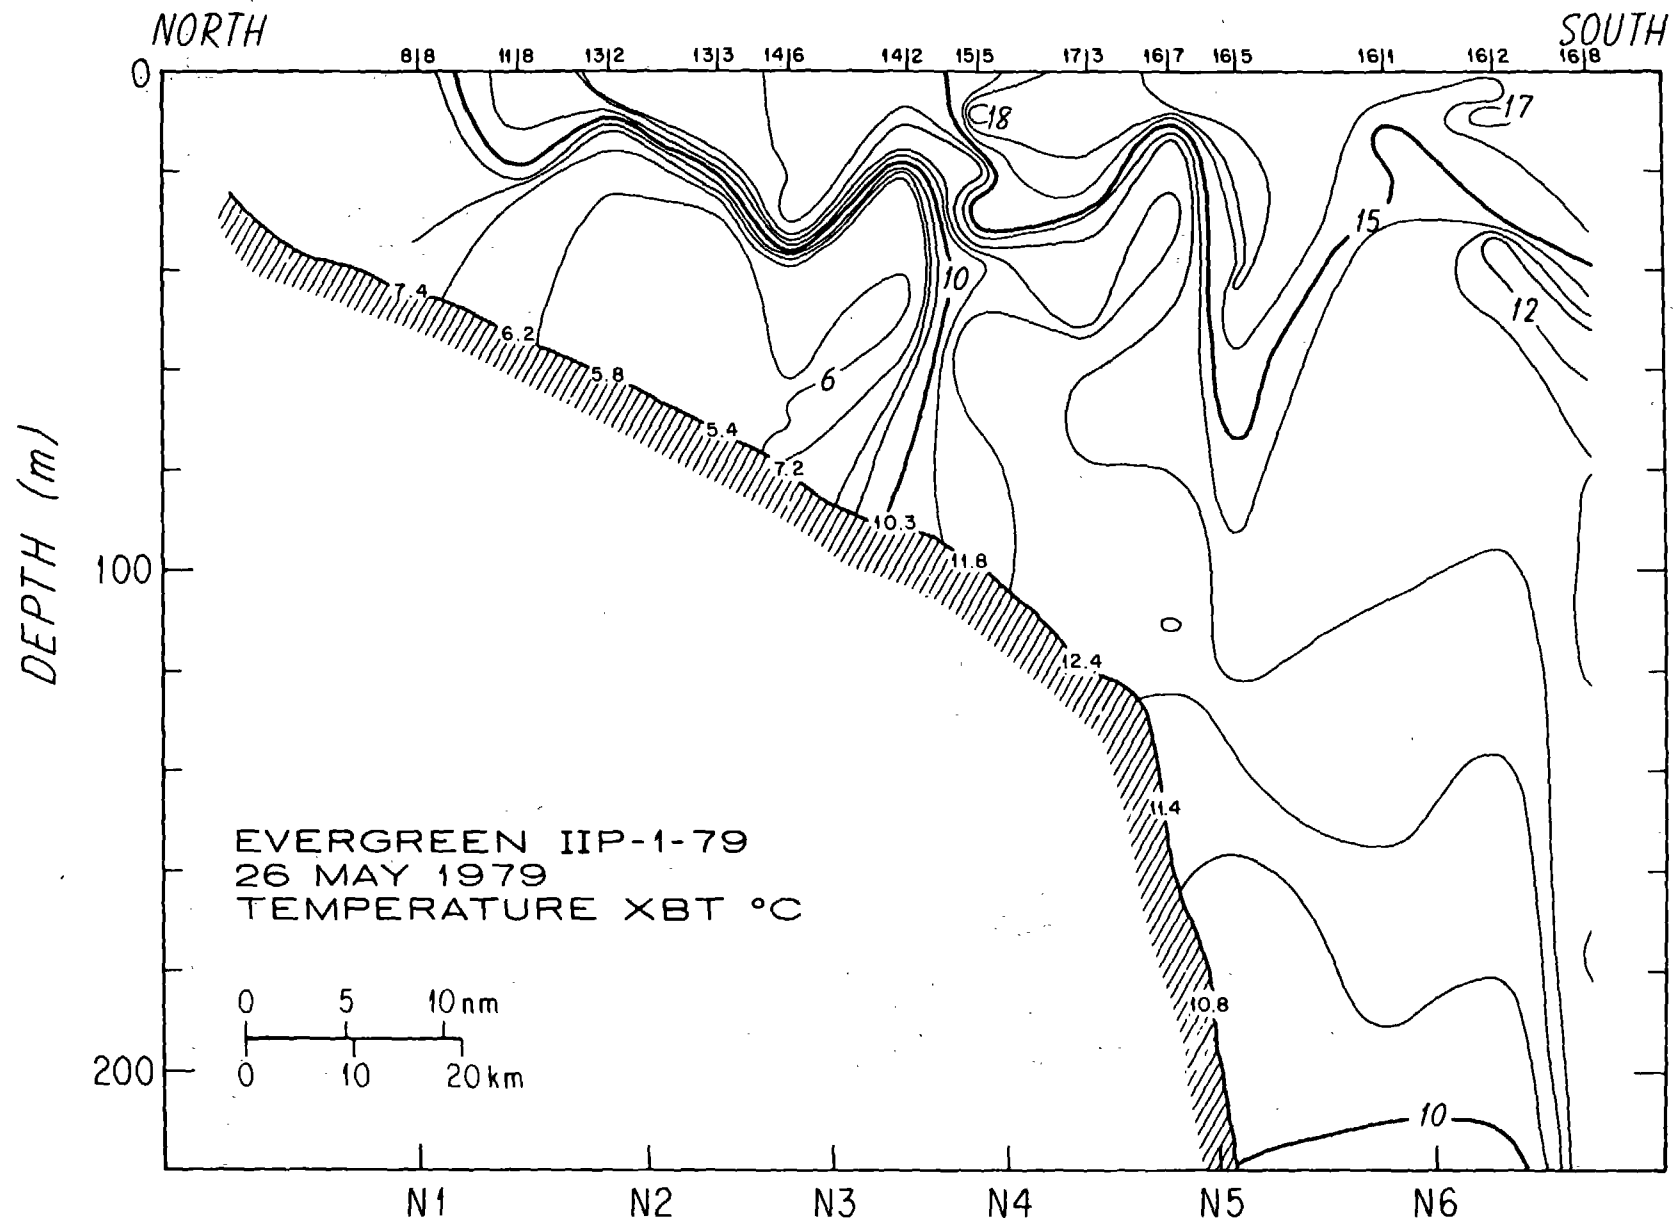 NORTH
SOUTH
8|8 11|8 13|2 13|3 14|6 14|2 15|5 17|3 16|7 16|5 16|1 16|2 16|8
0
18
17
15
10
12
7.4
6.2
5.8
6
5.4
7.2
10.3
11.8
100
12.4
11.4
10.8
10
200
DEPTH (m)
EVERGREEN IIP-1-79
26 MAY 1979
TEMPERATURE XBT °C
0 5 10 nm
0 10 20 km
N1 N2 N3 N4 N5 N6